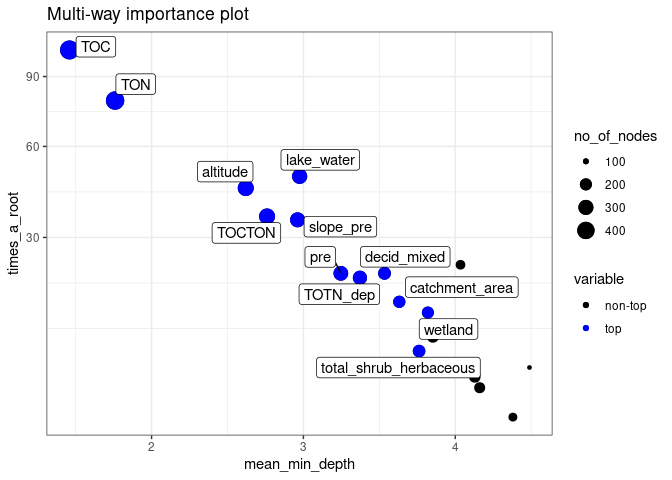 Multi-way importance plot
TOC
TON
lake_water
altitude
TOCTON
slope_pre
pre
decid_mixed
TOTN_dep
catchment_area
wetland
total_shrub_herbaceous
90
60
30
times_a_root
2
3
4
mean_min_depth
no_of_nodes
100
200
300
400
variable
non-top
top